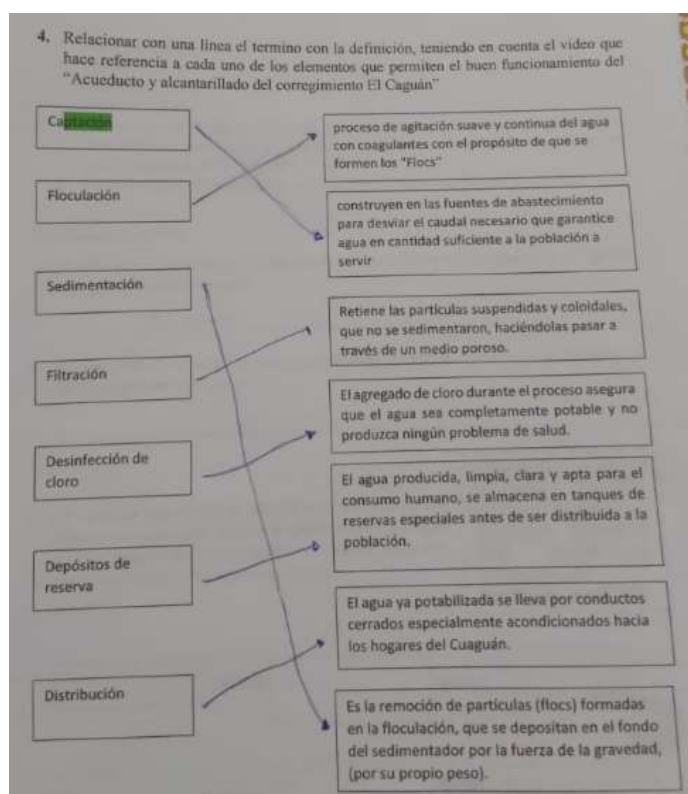 4. Relacionar con una linea el termino con la definición, teniendo en cuenta el video que
hace referencia a cada uno de los elementos que permiten el buen funcionamiento del
"Acueducto y alcantarillado del corregimiento El Caguán"
Captación
proceso de agitación suave y continua del agua
con coagulantes con el propósito de que se
formen los "Flocs"
Floculación
construyen en las fuentes de abastecimiento
para desviar el caudal necesario que garantice
agua en cantidad suficiente a la población a
servir
Sedimentación
Retiene las partículas suspendidas y coloidales,
que no se sedimentaron, haciéndolas pasar a
través de un medio poroso.
Filtración
El agregado de cloro durante el proceso asegura
que el agua sea completamente potable y no
produzca ningún problema de salud.
Desinfección de
cloro
El agua producida, limpia, clara y apta para el
consumo humano, se almacena en tanques de
reservas especiales antes de ser distribuida a la
población.
Depósitos de
reserva
El agua ya potabilizada se lleva por conductos
cerrados especialmente acondicionados hacia
los hogares del Cuaguán.
Distribución
Es la remoción de partículas (flocs) formadas
en la floculación, que se depositan en el fondo
del sedimentador por la fuerza de la gravedad,
(por su propio peso).